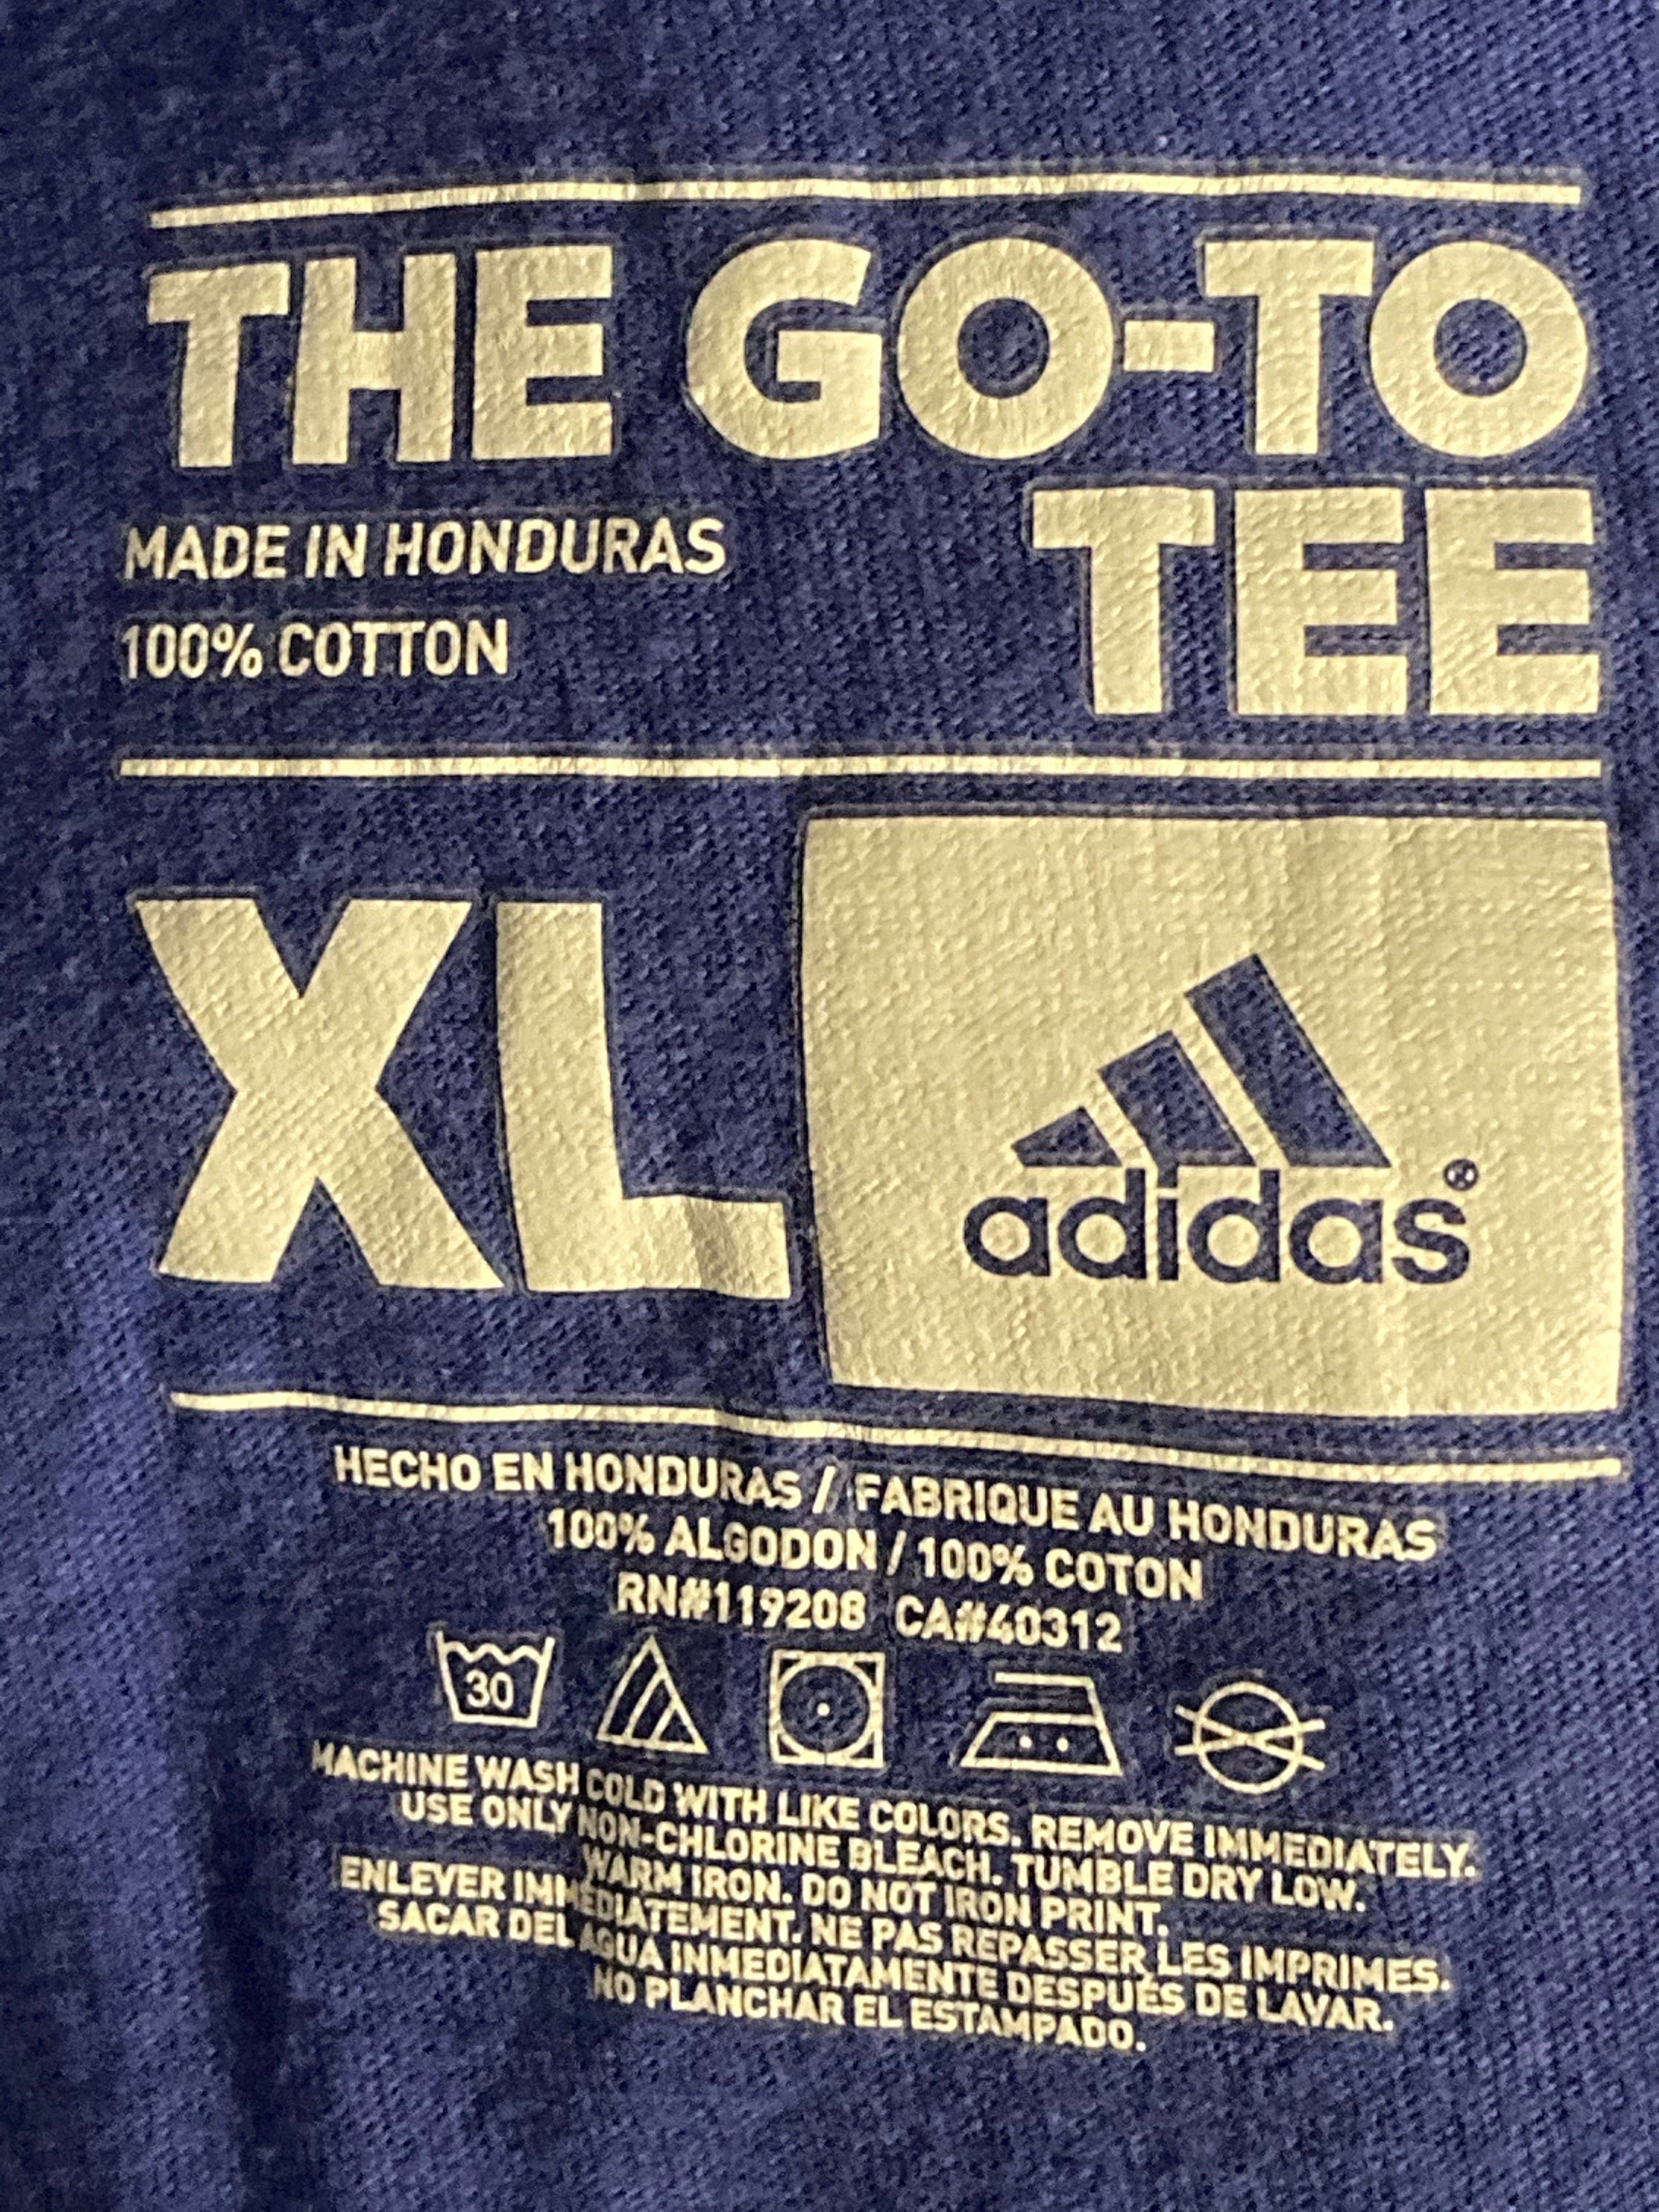 THE GO-TO
TEE
MADE IN HONDURAS
100% COTTON
XL
adidas®
HECHO EN HONDURAS / FABRIQUE AU HONDURAS
100% ALGODON / 100% COTON
RN#119208 CA#40312
30
MACHINE WASH COLD WITH LIKE COLORS. REMOVE IMMEDIATELY.
USE ONLY NON-CHLORINE BLEACH. TUMBLE DRY LOW.
WARM IRON. DO NOT IRON PRINT.
ENLEVER IMMÉDIATEMENT. NE PAS REPASSER LES IMPRIMES.
SACAR DEL AGUA INMEDIATAMENTE DESPUÉS DE LAVAR.
NO PLANCHAR EL ESTAMPADO.